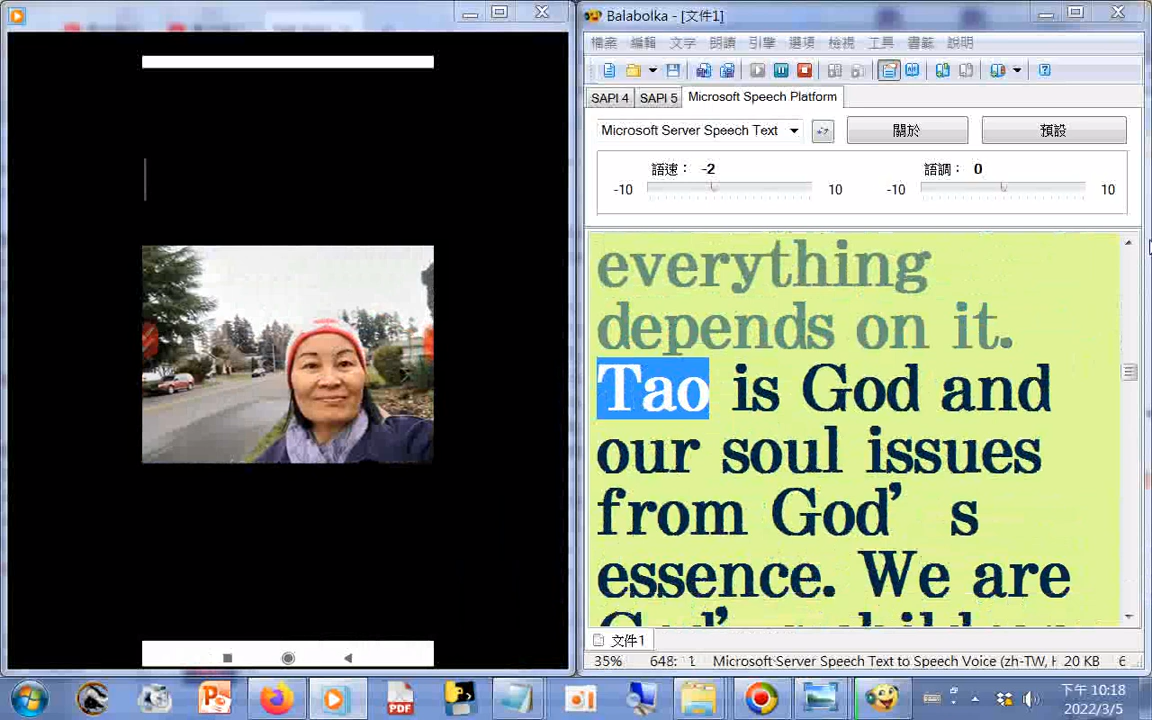 Balabolka - [文件1]
檔案 編輯 文字 朗讀 引擎 選項 檢視 工具 書籤 說明
SAPI 4 SAPI 5 Microsoft Speech Platform
Microsoft Server Speech Text 關於 預設
語速： -2 語調： 0
-10 10 -10 10
everything
depends on it.
Tao is God and
our soul issues
from God’s
essence. We are
文件1
35% 648: 1 Microsoft Server Speech Text to Speech Voice (zh-TW, H 20 KB 6
PDF
下午 10:18
2022/3/5